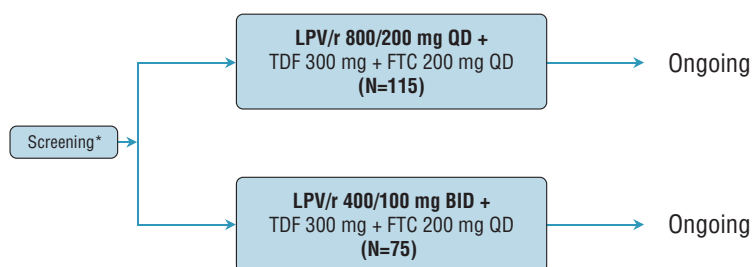 LPV/r 800/200 mg QD +
TDF 300 mg + FTC 200 mg QD
(N=115)
Ongoing
Screening*
LPV/r 400/100 mg BID +
TDF 300 mg + FTC 200 mg QD
(N=75)
Ongoing